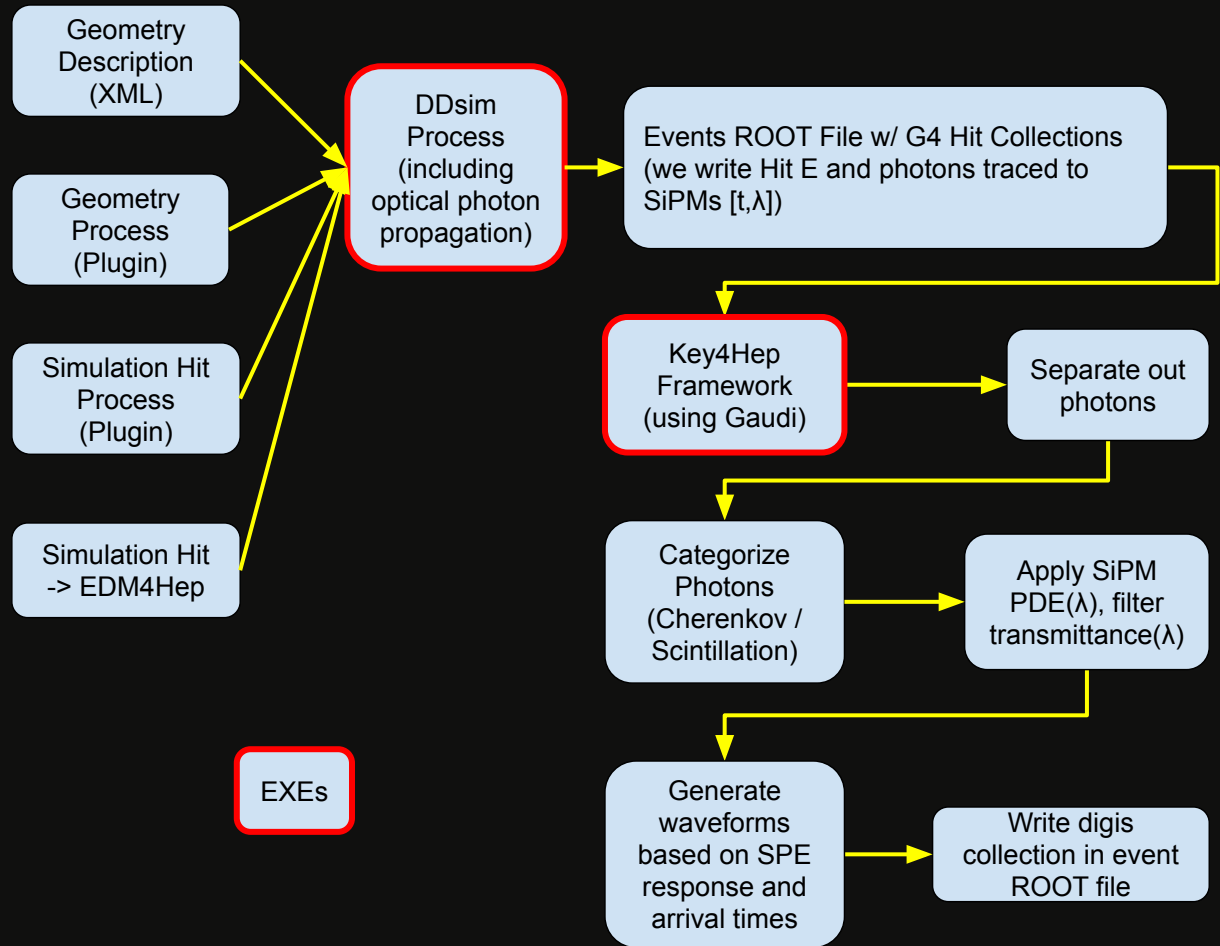 Geometry
Description
(XML)
DDsim
Process
(including
optical photon
propagation)
Events ROOT File w/ G4 Hit Collections
(we write Hit E and photons traced to
SiPMs [t,λ])
Geometry
Process
(Plugin)
Simulation Hit
Process
(Plugin)
Key4Hep
Framework
(using Gaudi)
Separate out
photons
Simulation Hit
-> EDM4Hep
Categorize
Photons
(Cherenkov /
Scintillation)
Apply SiPM
PDE(λ), filter
transmittance(λ)
EXEs
Generate
waveforms
based on SPE
response and
arrival times
Write digis
collection in event
ROOT file